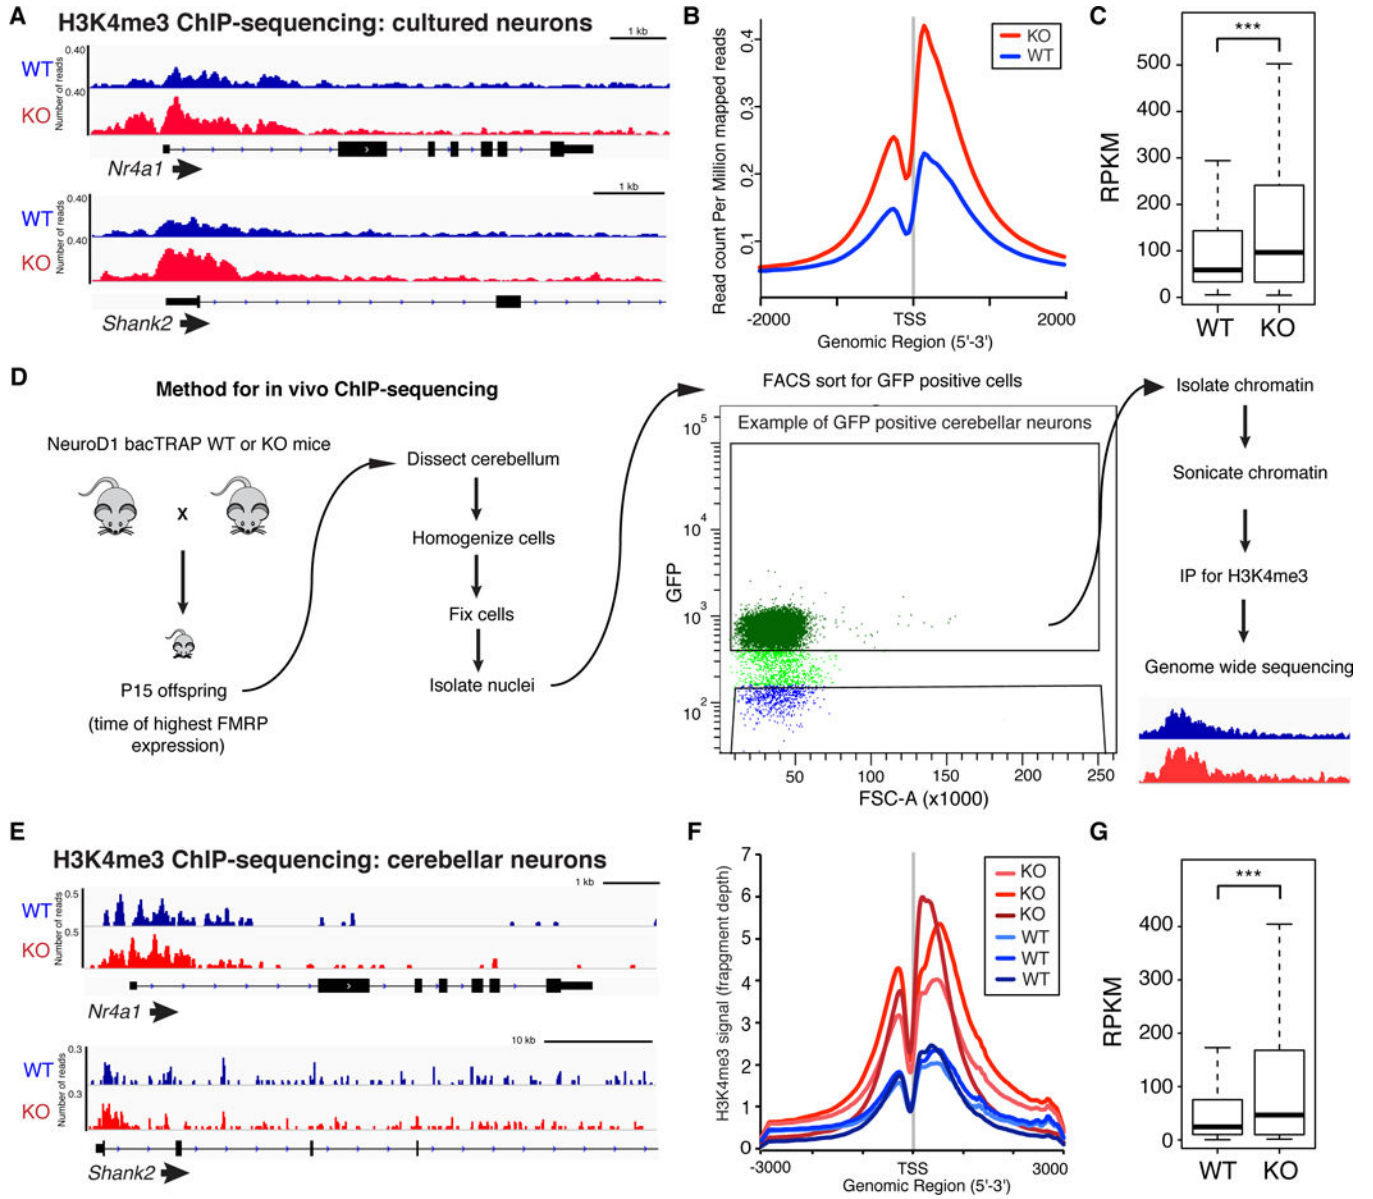 A
H3K4me3 ChIP-sequencing: cultured neurons
1 kb
0.40
WT
Number of reads
0.40
KO
Number of reads
Nr4a1
1 kb
0.40
WT
Number of reads
0.40
KO
Number of reads
Shank2
B
Read count Per Million mapped reads
0.4
0.3
0.2
0.1
KO
WT
-2000
TSS
2000
Genomic Region (5'-3')
C
***
RPKM
500
400
300
200
100
0
WT
KO
D
Method for in vivo ChIP-sequencing
NeuroD1 bacTRAP WT or KO mice
x
P15 offspring
(time of highest FMRP
expression)
Dissect cerebellum
Homogenize cells
Fix cells
Isolate nuclei
FACS sort for GFP positive cells
Example of GFP positive cerebellar neurons
GFP
10^5
10^4
10^3
10^2
50
100
150
200
250
FSC-A (x1000)
Isolate chromatin
Sonicate chromatin
IP for H3K4me3
Genome wide sequencing
E
H3K4me3 ChIP-sequencing: cerebellar neurons
1 kb
0.5
WT
Number of reads
0.5
KO
Nr4a1
10 kb
0.3
WT
Number of reads
0.3
KO
Shank2
F
H3K4me3 signal (frapgment depth)
7
6
5
4
3
2
1
0
KO
KO
KO
WT
WT
WT
-3000
TSS
3000
Genomic Region (5'-3')
G
***
RPKM
400
300
200
100
0
WT
KO